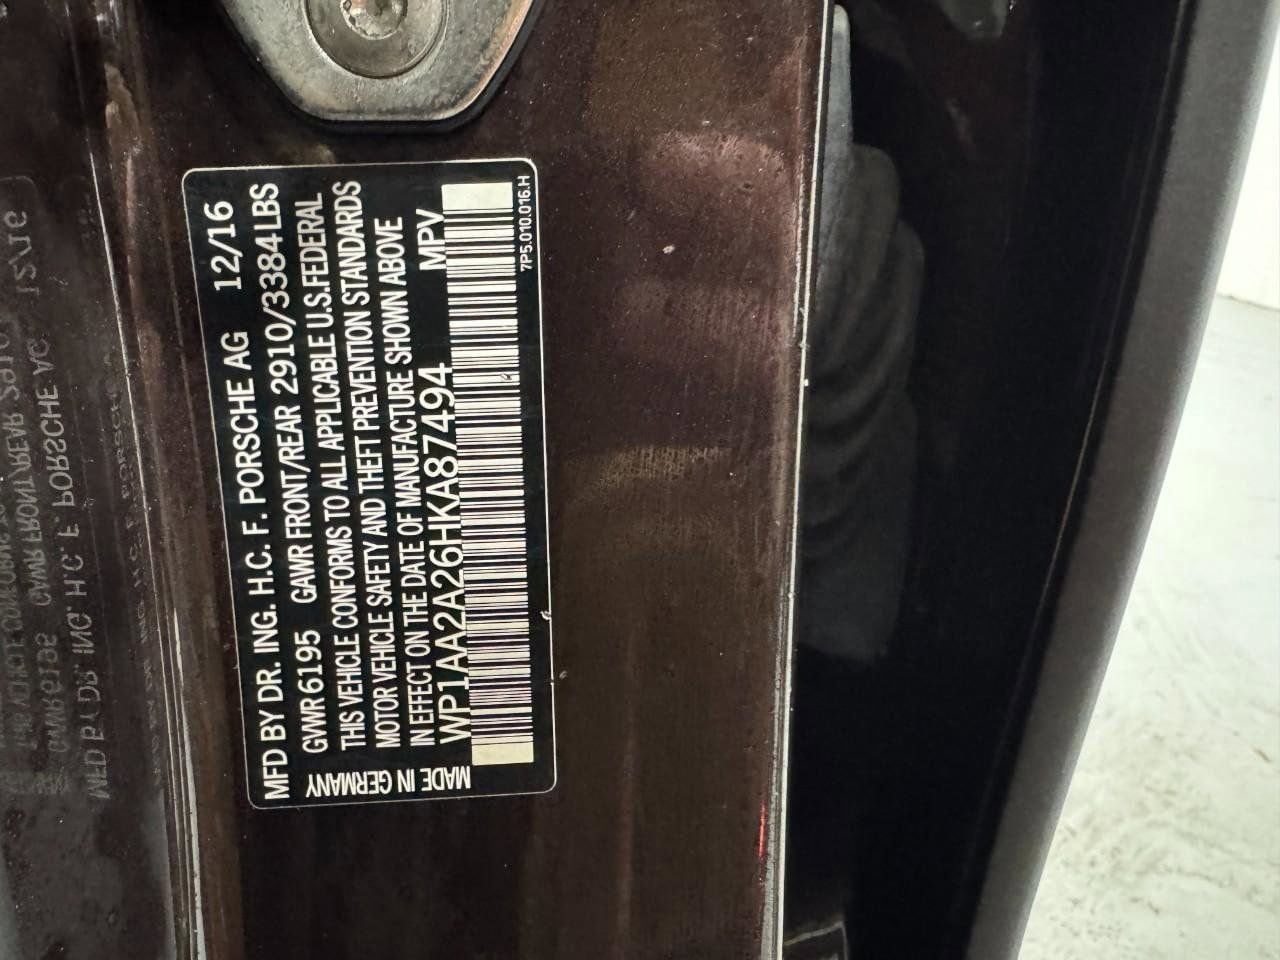 MFD BY DR. ING. H.C. F. PORSCHE AG 12/16
GVWR 6195 GAWR FRONT/REAR 2910/3384LBS
THIS VEHICLE CONFORMS TO ALL APPLICABLE U.S.FEDERAL
MOTOR VEHICLE SAFETY AND THEFT PREVENTION STANDARDS
IN EFFECT ON THE DATE OF MANUFACTURE SHOWN ABOVE
WP1AA2A26HKA87494 MPV
MADE IN GERMANY
7P5.010.016.H